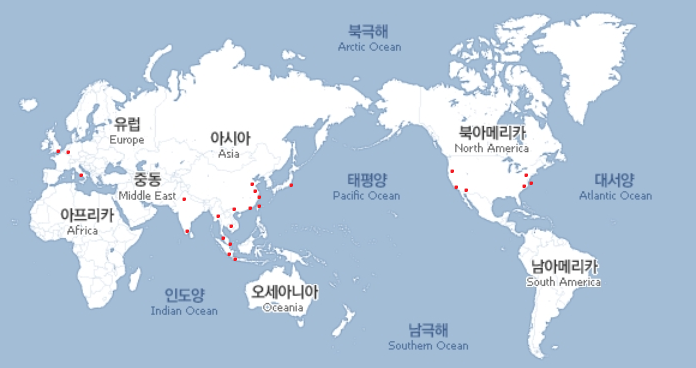 북극해
Arctic Ocean
유럽
Europe
아시아
Asia
북아메리카
North America
중동
Middle East
태평양
Pacific Ocean
대서양
Atlantic Ocean
아프리카
Africa
인도양
Indian Ocean
오세아니아
Oceania
남아메리카
South America
남극해
Southern Ocean